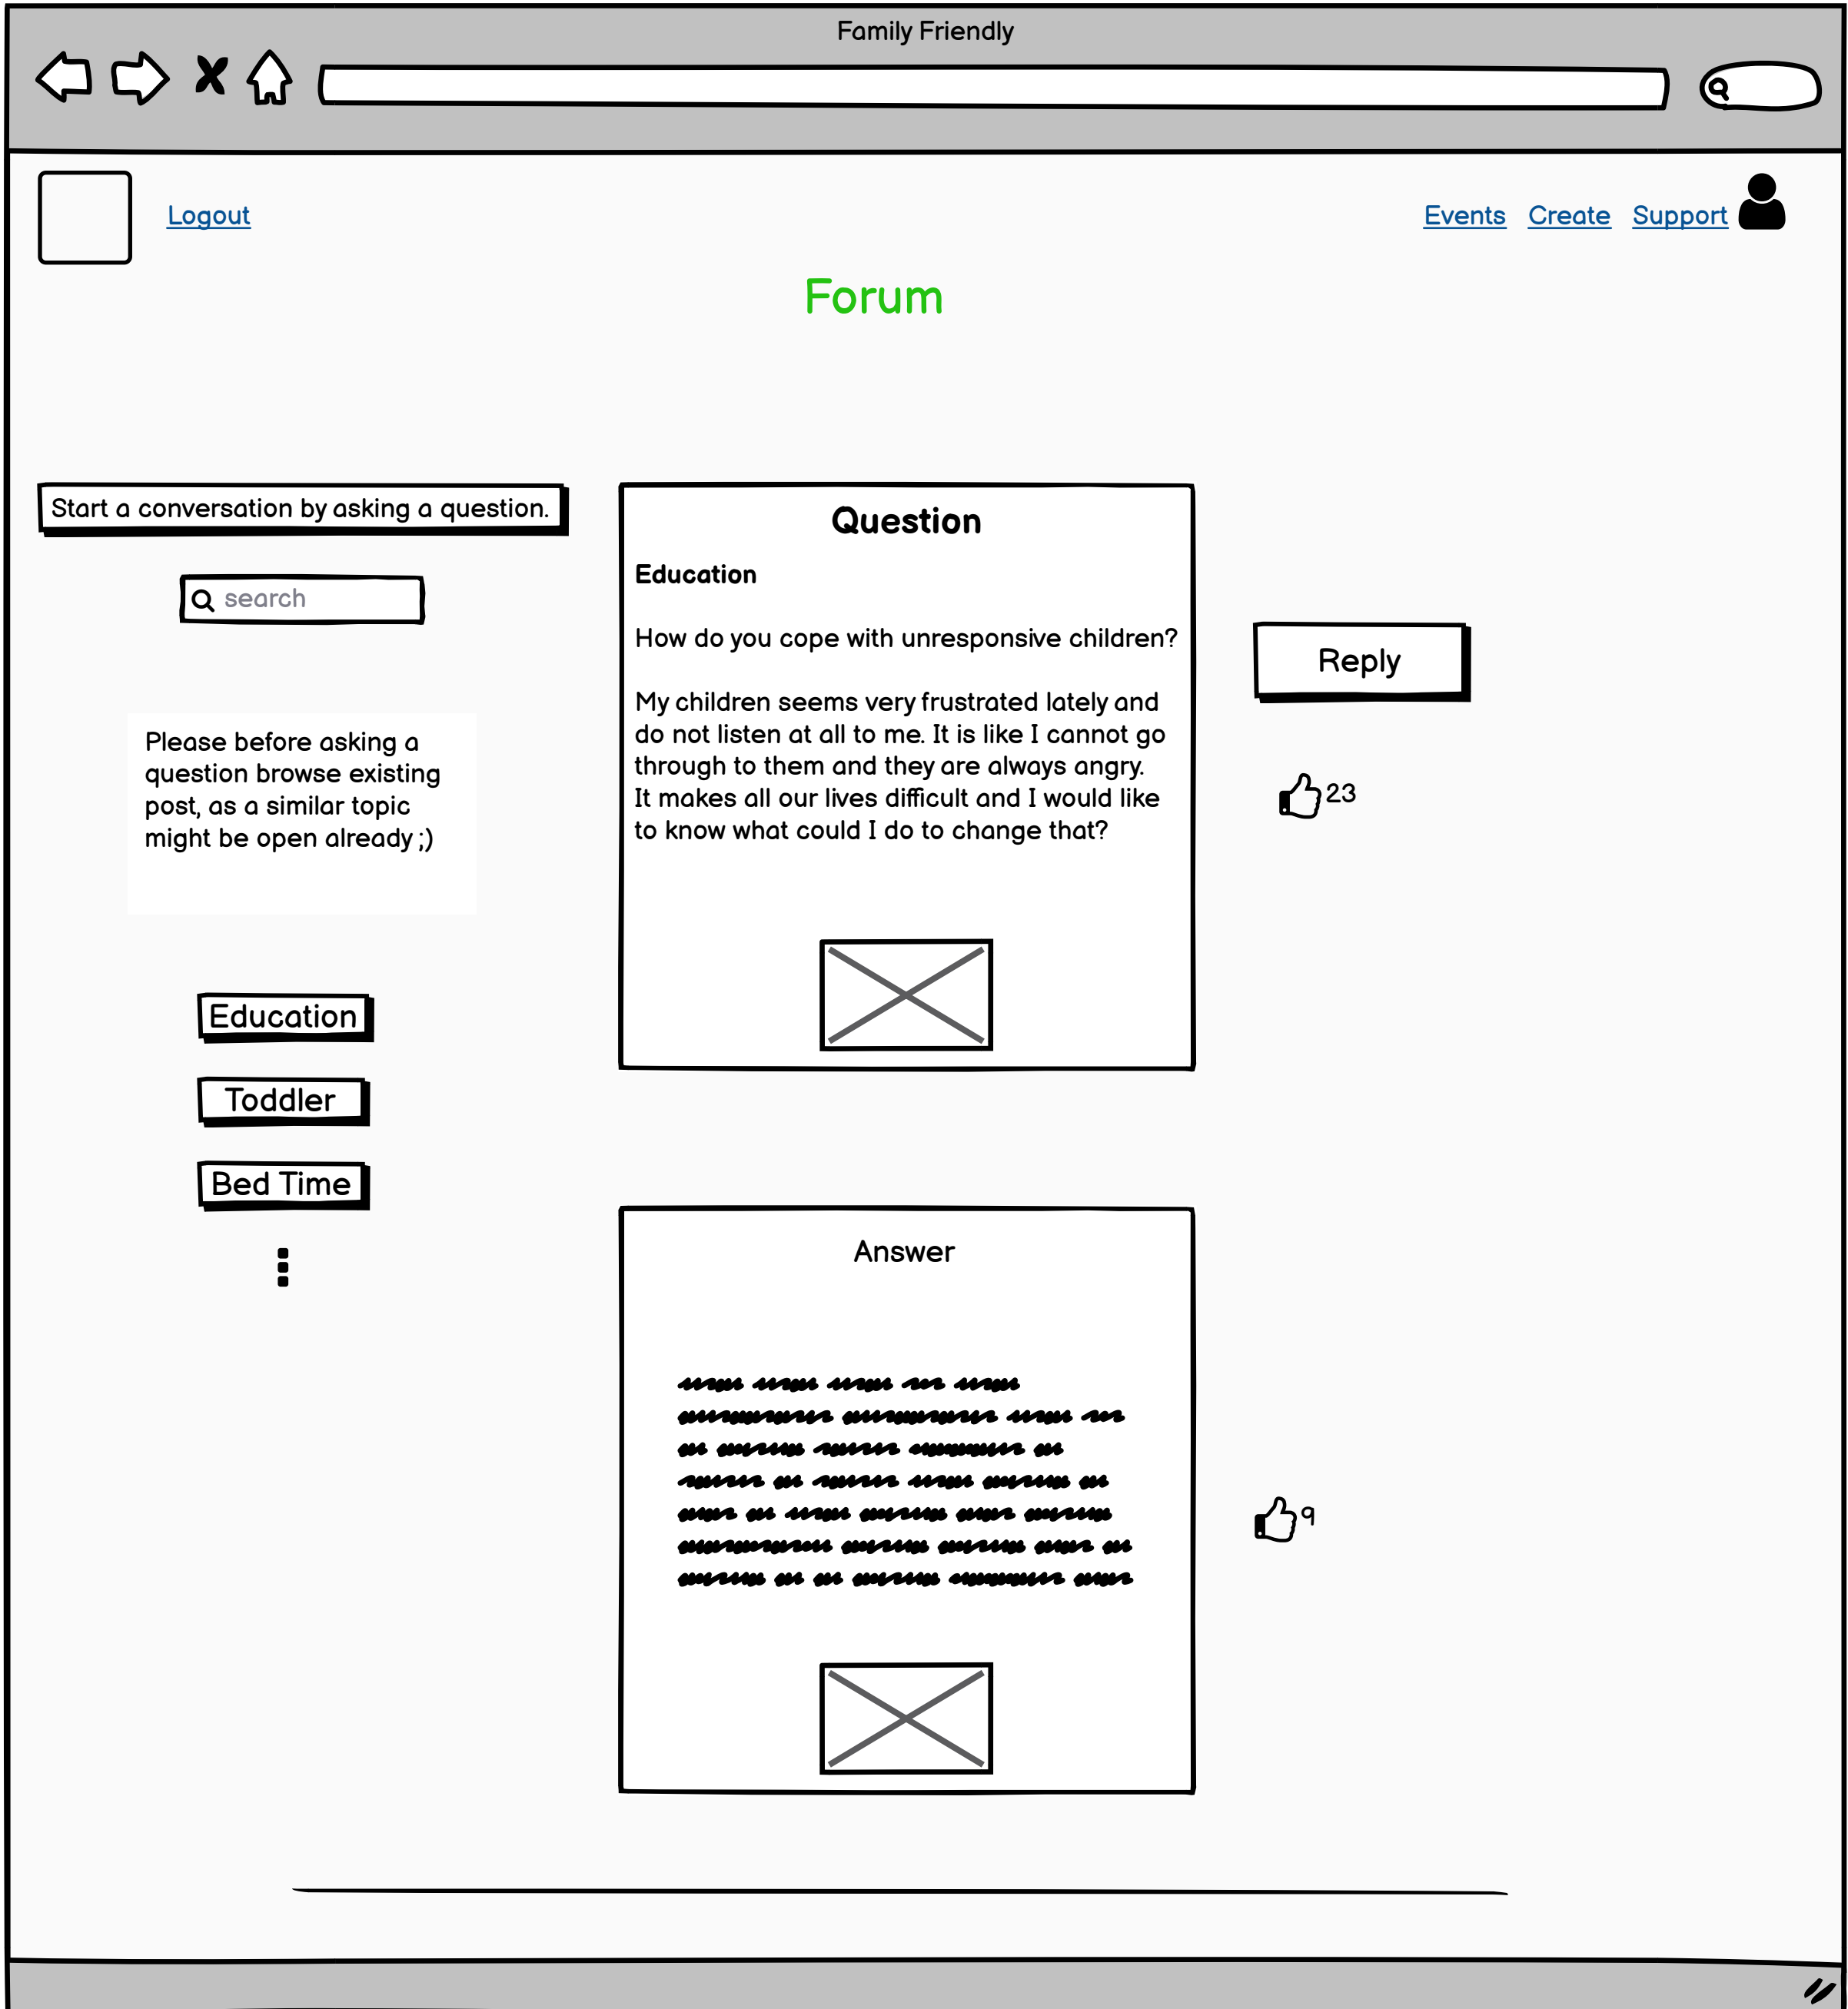 Family Friendly
Logout
Events Create Support
Forum
Start a conversation by asking a question.
search
Please before asking a
question browse existing
post, as a similar topic
might be open already ;)
Education
Toddler
Bed Time
Question
Education
How do you cope with unresponsive children?
My children seems very frustrated lately and
do not listen at all to me. It is like I cannot go
through to them and they are always angry.
It makes all our lives difficult and I would like
to know what could I do to change that?
Reply
23
Answer
9